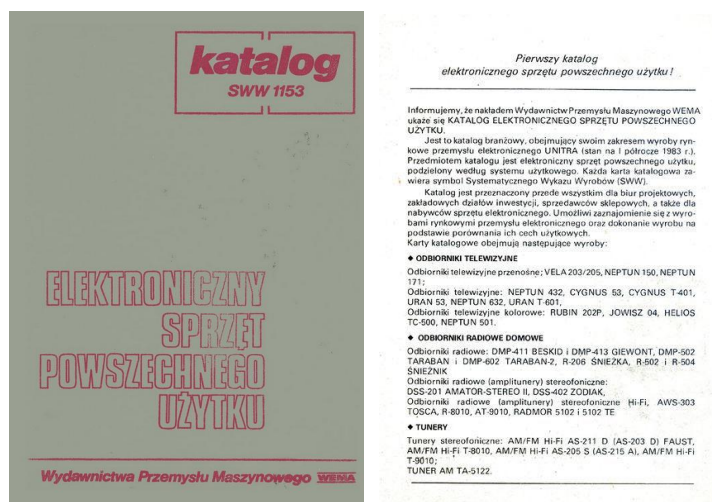 katalog
SWW 1153
ELEKTRONICZNY
SPRZĘT
POWSZECHNEGO
UŻYTKU
Wydawnictwa Przemysłu Maszynowego WEMA
Pierwszy katalog
elektronicznego sprzętu powszechnego użytku!
Informujemy, że nakładem Wydawnictw Przemysłu Maszynowego WEMA
ukaże się KATALOG ELEKTRONICZNEGO SPRZĘTU POWSZECHNEGO
UŻYTKU.
Jest to katalog branżowy, obejmujący swoim zakresem wyroby ryn-
kowe przemysłu elektronicznego UNITRA (stan na I półrocze 1983 r.).
Przedmiotem katalogu jest elektroniczny sprzęt powszechnego użytku,
podzielony według systemu użytkowego. Każda karta katalogowa za-
wiera symbol Systematycznego Wykazu Wyrobów (SWW).
Katalog jest przeznaczony przede wszystkim dla biur projektowych,
zakładowych działów inwestycji, sprzedawców sklepowych, a także dla
nabywców sprzętu elektronicznego. Umożliwi zaznajomienie się z wyro-
bami rynkowymi przemysłu elektronicznego oraz dokonanie wyrobu na
podstawie porównania ich cech użytkowych.
Karty katalogowe obejmują następujące wyroby:
◆ ODBIORNIKI TELEWIZYJNE
Odbiorniki telewizyjne przenośne; VELA 203/205, NEPTUN 150, NEPTUN
171;
Odbiorniki telewizyjne: NEPTUN 432, CYGNUS 53, CYGNUS T-401,
URAN 53, NEPTUN 632, URAN T-601,
Odbiorniki telewizyjne kolorowe: RUBIN 202P, JOWISZ 04, HELIOS
TC-500, NEPTUN 501.
◆ ODBIORNIKI RADIOWE DOMOWE
Odbiorniki radiowe: DMP-411 BESKID i DMP-413 GIEWONT, DMP-502
TARABAN i DMP-602 TARABAN-2, R-206 ŚNIEŻKA, R-502 i R-504
ŚNIEŻNIK
Odbiorniki radiowe (amplitunery) stereofoniczne:
DSS-201 AMATOR-STEREO II, DSS-402 ZODIAK,
Odbiorniki radiowe (amplitunery) stereofoniczne Hi-Fi, AWS-303
TOSCA, R-8010, AT-9010, RADMOR 5102 i 5102 TE
◆ TUNERY
Tunery stereofoniczne: AM/FM Hi-Fi AS-211 D (AS-203 D) FAUST,
AM/FM Hi-Fi T-8010, AM/FM Hi-Fi AS-205 S (AS-215 A), AM/FM Hi-Fi
T-9010;
TUNER AM TA-5122.